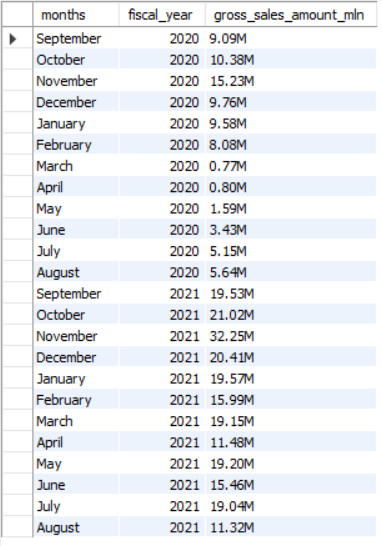 months fiscal_year gross_sales_amount_mln
September 2020 9.09M
October 2020 10.38M
November 2020 15.23M
December 2020 9.76M
January 2020 9.58M
February 2020 8.08M
March 2020 0.77M
April 2020 0.80M
May 2020 1.59M
June 2020 3.43M
July 2020 5.15M
August 2020 5.64M
September 2021 19.53M
October 2021 21.02M
November 2021 32.25M
December 2021 20.41M
January 2021 19.57M
February 2021 15.99M
March 2021 19.15M
April 2021 11.48M
May 2021 19.20M
June 2021 15.46M
July 2021 19.04M
August 2021 11.32M